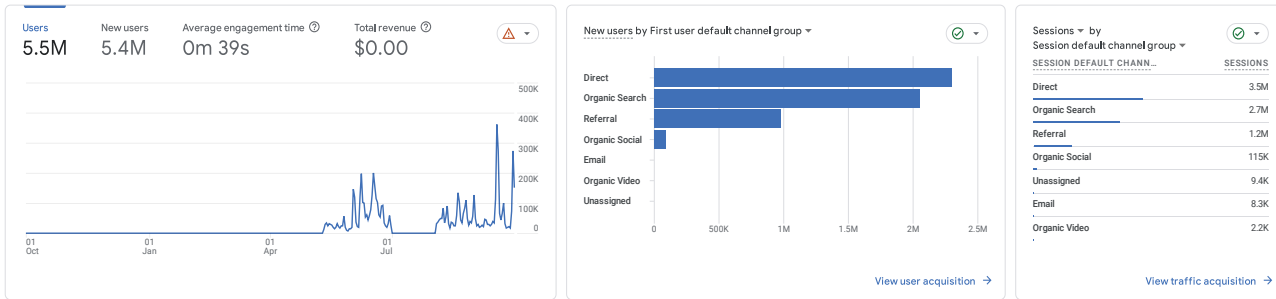 Users
5.5M
New users
5.4M
Average engagement time
0m 39s
Total revenue
$0.00
500K
400K
300K
200K
100K
0
01 Oct
01 Jan
01 Apr
01 Jul
New users by First user default channel group
Direct
Organic Search
Referral
Organic Social
Email
Organic Video
Unassigned
0
500K
1M
1.5M
2M
2.5M
View user acquisition
Sessions by
Session default channel group
SESSION DEFAULT CHANN… SESSIONS
Direct 3.5M
Organic Search 2.7M
Referral 1.2M
Organic Social 115K
Unassigned 9.4K
Email 8.3K
Organic Video 2.2K
View traffic acquisition